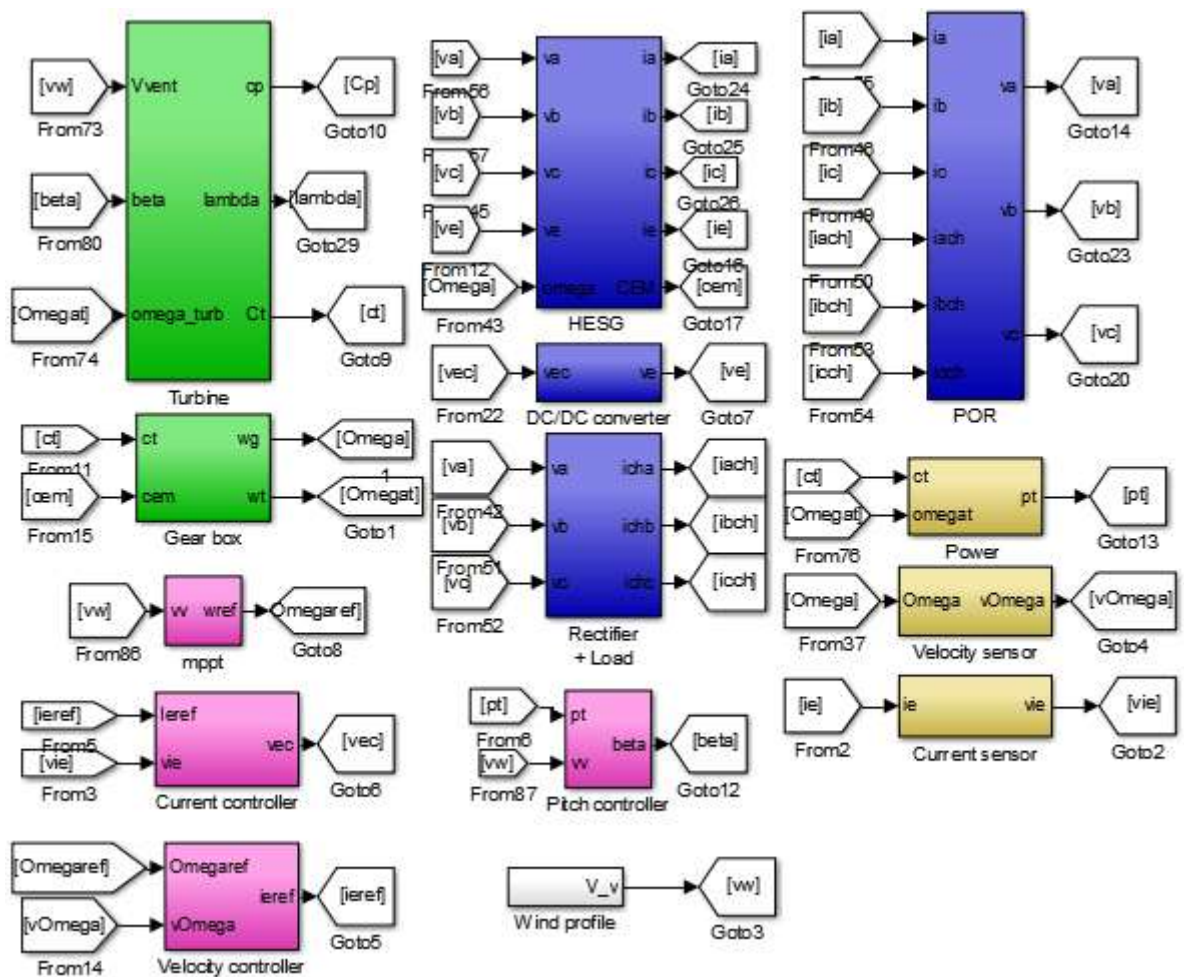 [vw]
From73
[beta]
From80
[Omegat]
From74
Vvent
beta
omega_turb
cp
lambda
Ct
Turbine
[Cp]
Goto10
[lambda]
Goto29
[ct]
Goto9
[va]
From56
[vb]
[vc]
[ve]
From12
[Omega]
From43
va
vb
vc
ve
omega
ia
ib
ic
ie
CEM
HESG
[ia]
Goto24
[ib]
Goto25
[ic]
Goto26
[ie]
Goto16
[cem]
Goto17
[ia]
[ib]
From46
[ic]
From49
[iach]
From50
[ibch]
From53
[icch]
From54
ia
ib
ic
iach
ibch
icch
va
vb
vc
POR
[va]
Goto14
[vb]
Goto23
[vc]
Goto20
[vec]
From22
vec
ve
DC/DC converter
[ve]
Goto7
[ct]
From11
[cem]
From15
ct
cem
wg
wt
Gear box
[Omega]
1
[Omegat]
Goto1
[va]
From42
[vb]
From51
[vc]
From52
va
vb
vc
icha
ichb
ichc
Rectifier
+ Load
[iach]
[ibch]
[icch]
[ct]
[Omegat]
From76
ct
omegat
pt
Power
[pt]
Goto13
[vw]
From86
vv
wref
mppt
Omegaref]
Goto8
[Omega]
From37
Omega
vOmega
Velocity sensor
[vOmega]
Goto4
[ieref]
From5
[vie]
From3
Ieref
vie
vec
Current controller
[vec]
Goto6
[pt]
From6
[vw]
From87
pt
vv
beta
Pitch controller
[beta]
Goto12
[ie]
From2
ie
vie
Current sensor
[vie]
Goto2
[Omegaref]
[vOmega]
From14
Omegaref
vOmega
ieref
Velocity controller
[ieref]
Goto5
V_v
Wind profile
[vw]
Goto3